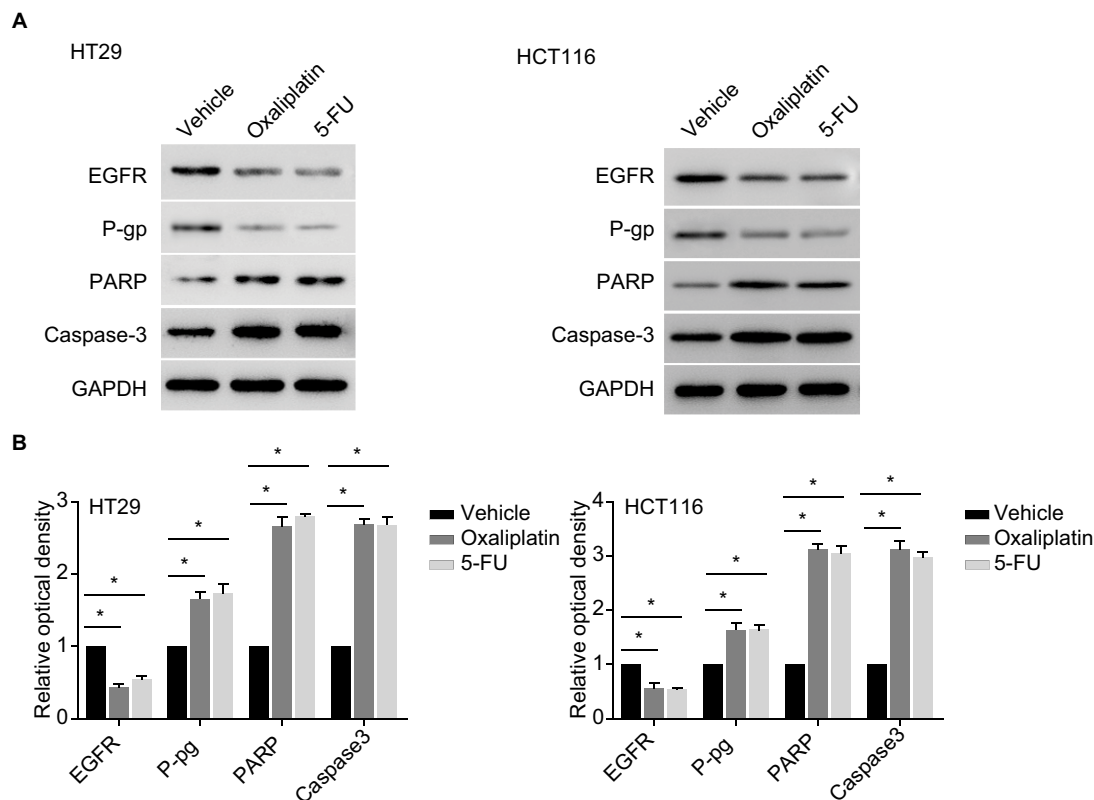 A
HT29
HCT116
Vehicle
Oxaliplatin
5-FU
Vehicle
Oxaliplatin
5-FU
EGFR
P-gp
PARP
Caspase-3
GAPDH
EGFR
P-gp
PARP
Caspase-3
GAPDH
B
HT29
Relative optical density
3
2
1
0
* * * * * * * *
EGFR
P-pg
PARP
Caspase3
Vehicle
Oxaliplatin
5-FU
HCT116
Relative optical density
4
3
2
1
0
* * * * * * * *
EGFR
P-pg
PARP
Caspase3
Vehicle
Oxaliplatin
5-FU